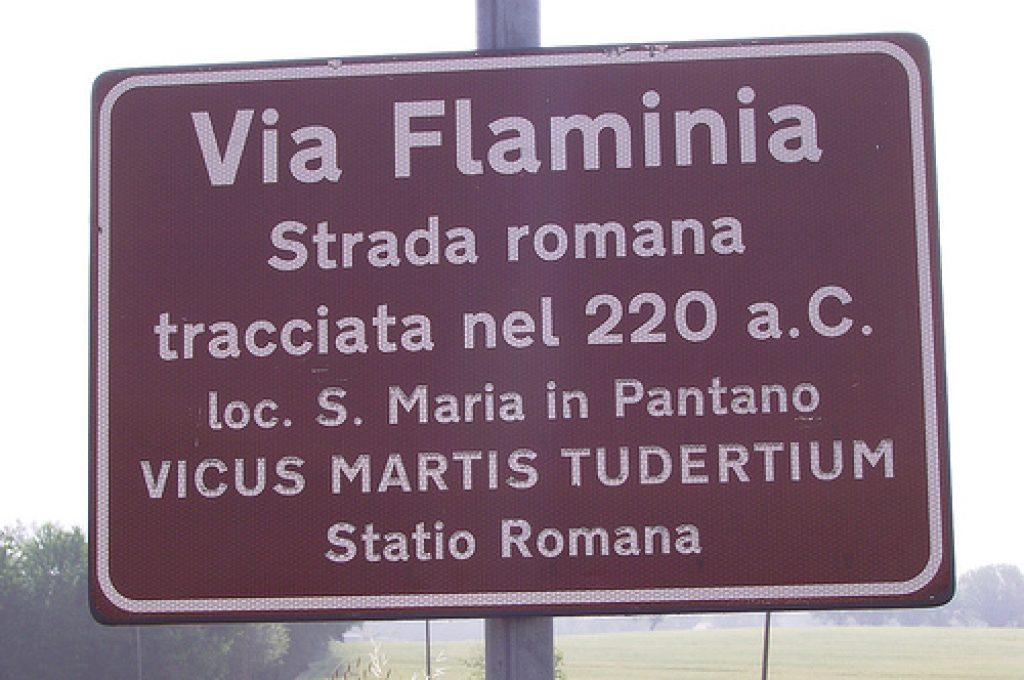 Via Flaminia
Strada romana
tracciata nel 220 a.C.
loc. S. Maria in Pantano
VICUS MARTIS TUDERTIUM
Statio Romana